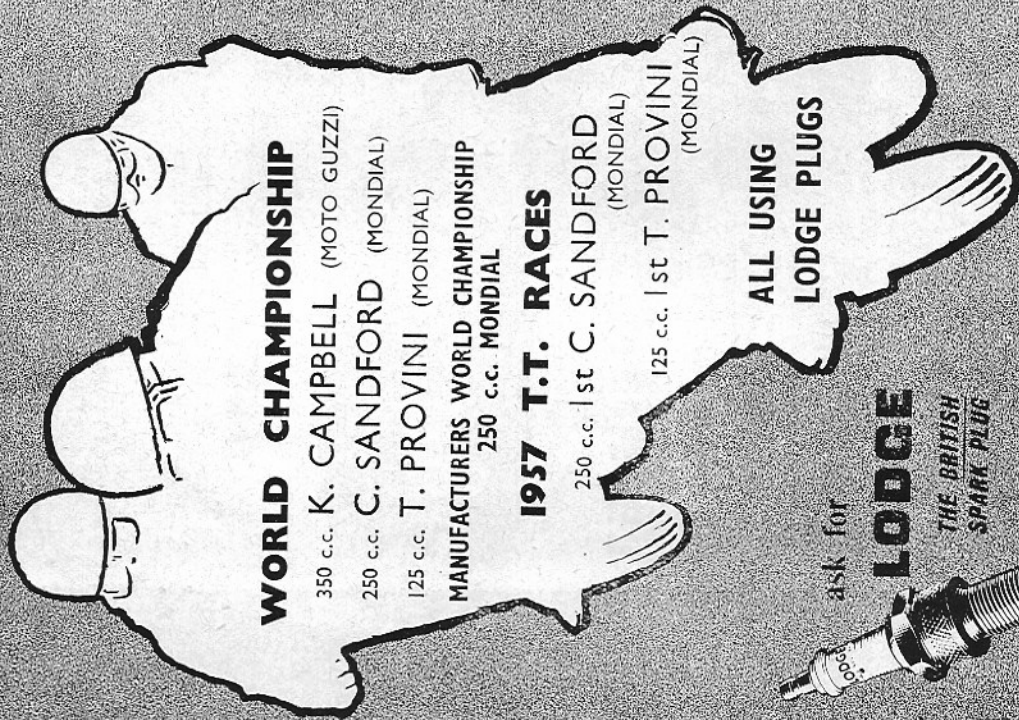 WORLD CHAMPIONSHIP
350 c.c. K. CAMPBELL (MOTO GUZZI)
250 c.c. C. SANDFORD (MONDIAL)
125 c.c. T. PROVINI (MONDIAL)
MANUFACTURERS WORLD CHAMPIONSHIP
250 c.c. MONDIAL
1957 T.T. RACES
250 c.c. 1st C. SANDFORD
(MONDIAL)
125 c.c. 1st T. PROVINI
(MONDIAL)
ALL USING
LODGE PLUGS
ask for
LODGE
THE BRITISH
SPARK PLUG
LODGE